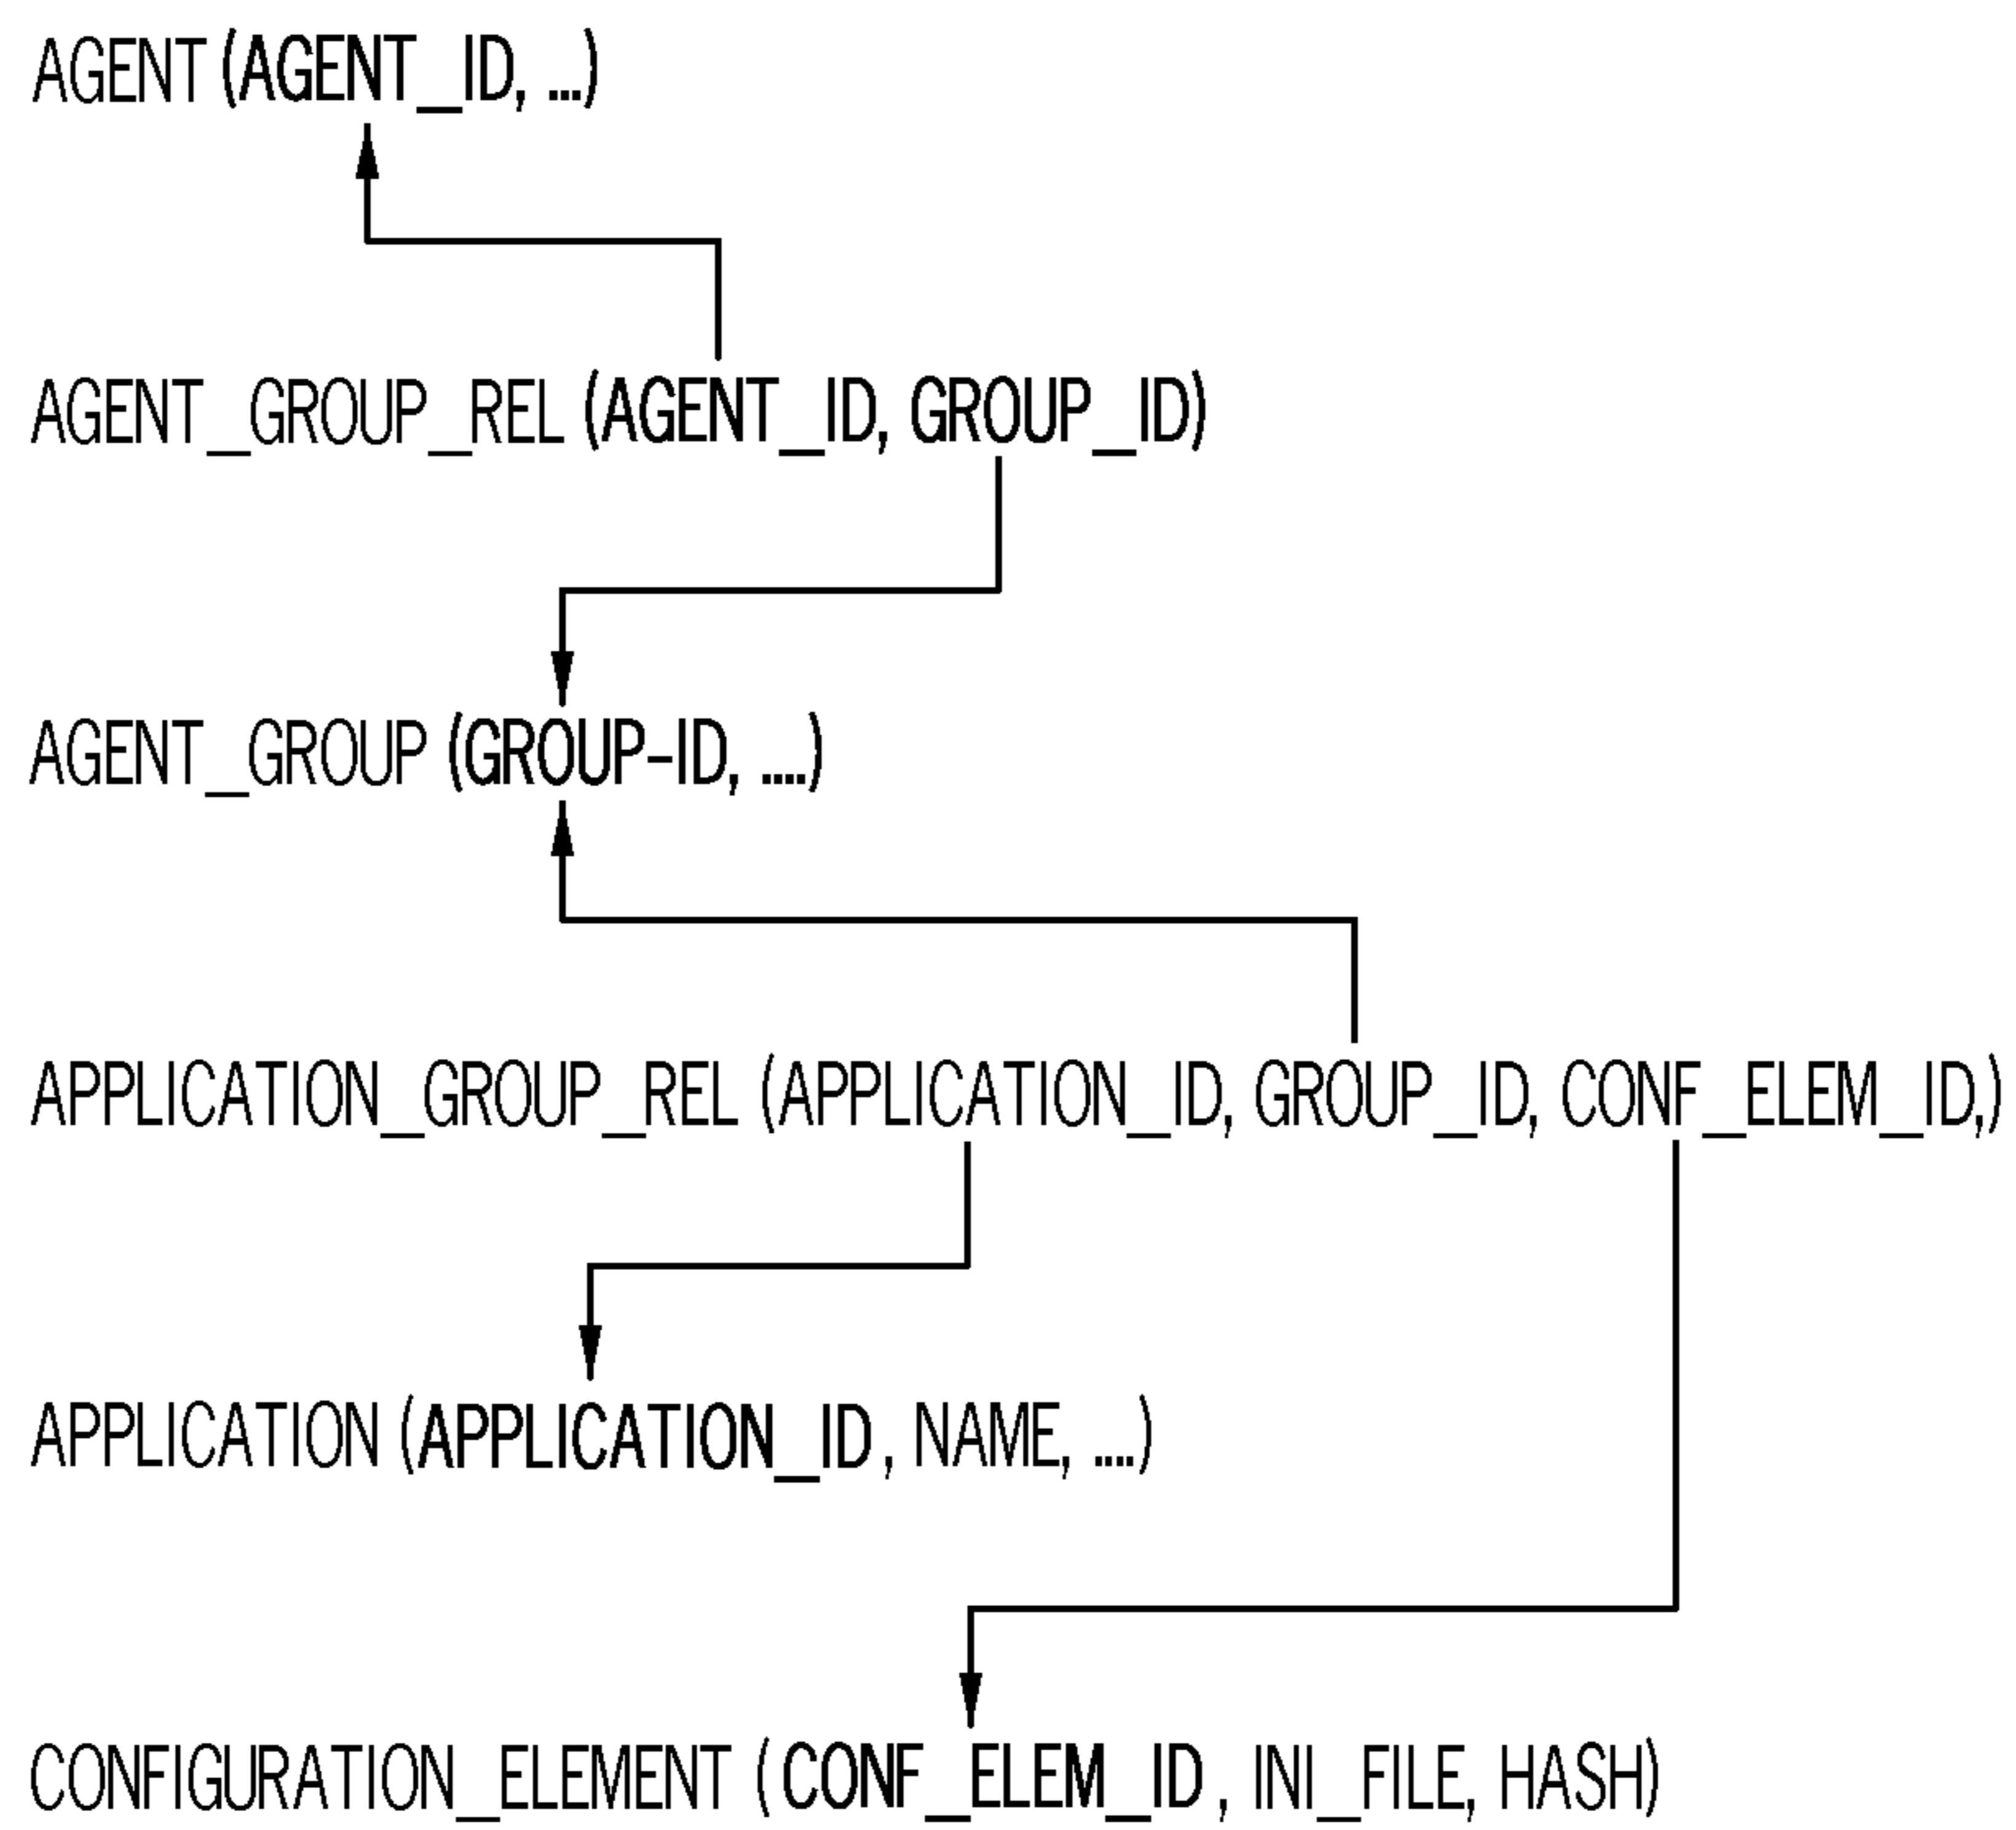 AGENT (AGENT_ID, ....)
AGENT_GROUP_REL (AGENT_ID, GROUP_ID)
AGENT_GROUP (GROUP-ID, ....)
APPLICATION_GROUP_REL (APPLICATION_ID, GROUP_ID, CONF_ELEM_ID,)
APPLICATION (APPLICATION_ID, NAME, ....)
CONFIGURATION_ELEMENT (CONF_ELEM_ID, INI_FILE, HASH)